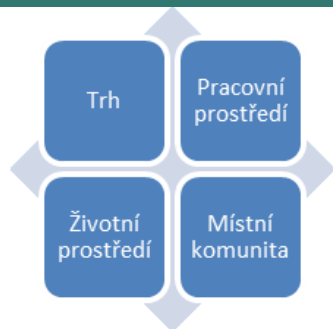 Trh
Pracovní
prostředí
Životní
prostředí
Místní
komunita